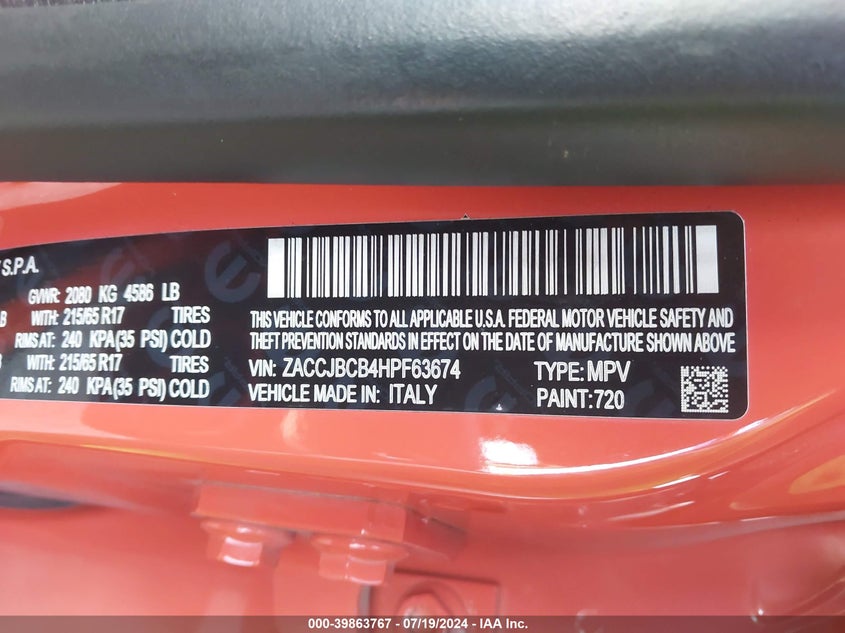 S.P.A.
GVWR: 2080 KG 4586 LB
B WITH: 215/65 R17 TIRES
RIMS AT: 240 KPA(35 PSI) COLD
B WITH: 215/65 R17 TIRES
RIMS AT: 240 KPA(35 PSI) COLD
THIS VEHICLE CONFORMS TO ALL APPLICABLE U.S.A. FEDERAL MOTOR VEHICLE SAFETY AND
THEFT PREVENTION STANDARDS IN EFFECT ON THE DATE OF MANUFACTURE SHOWN ABOVE
VIN: ZACCJBCB4HPF63674 TYPE: MPV
VEHICLE MADE IN: ITALY PAINT: 720
000-39863767 - 07/19/2024 - IAA Inc.